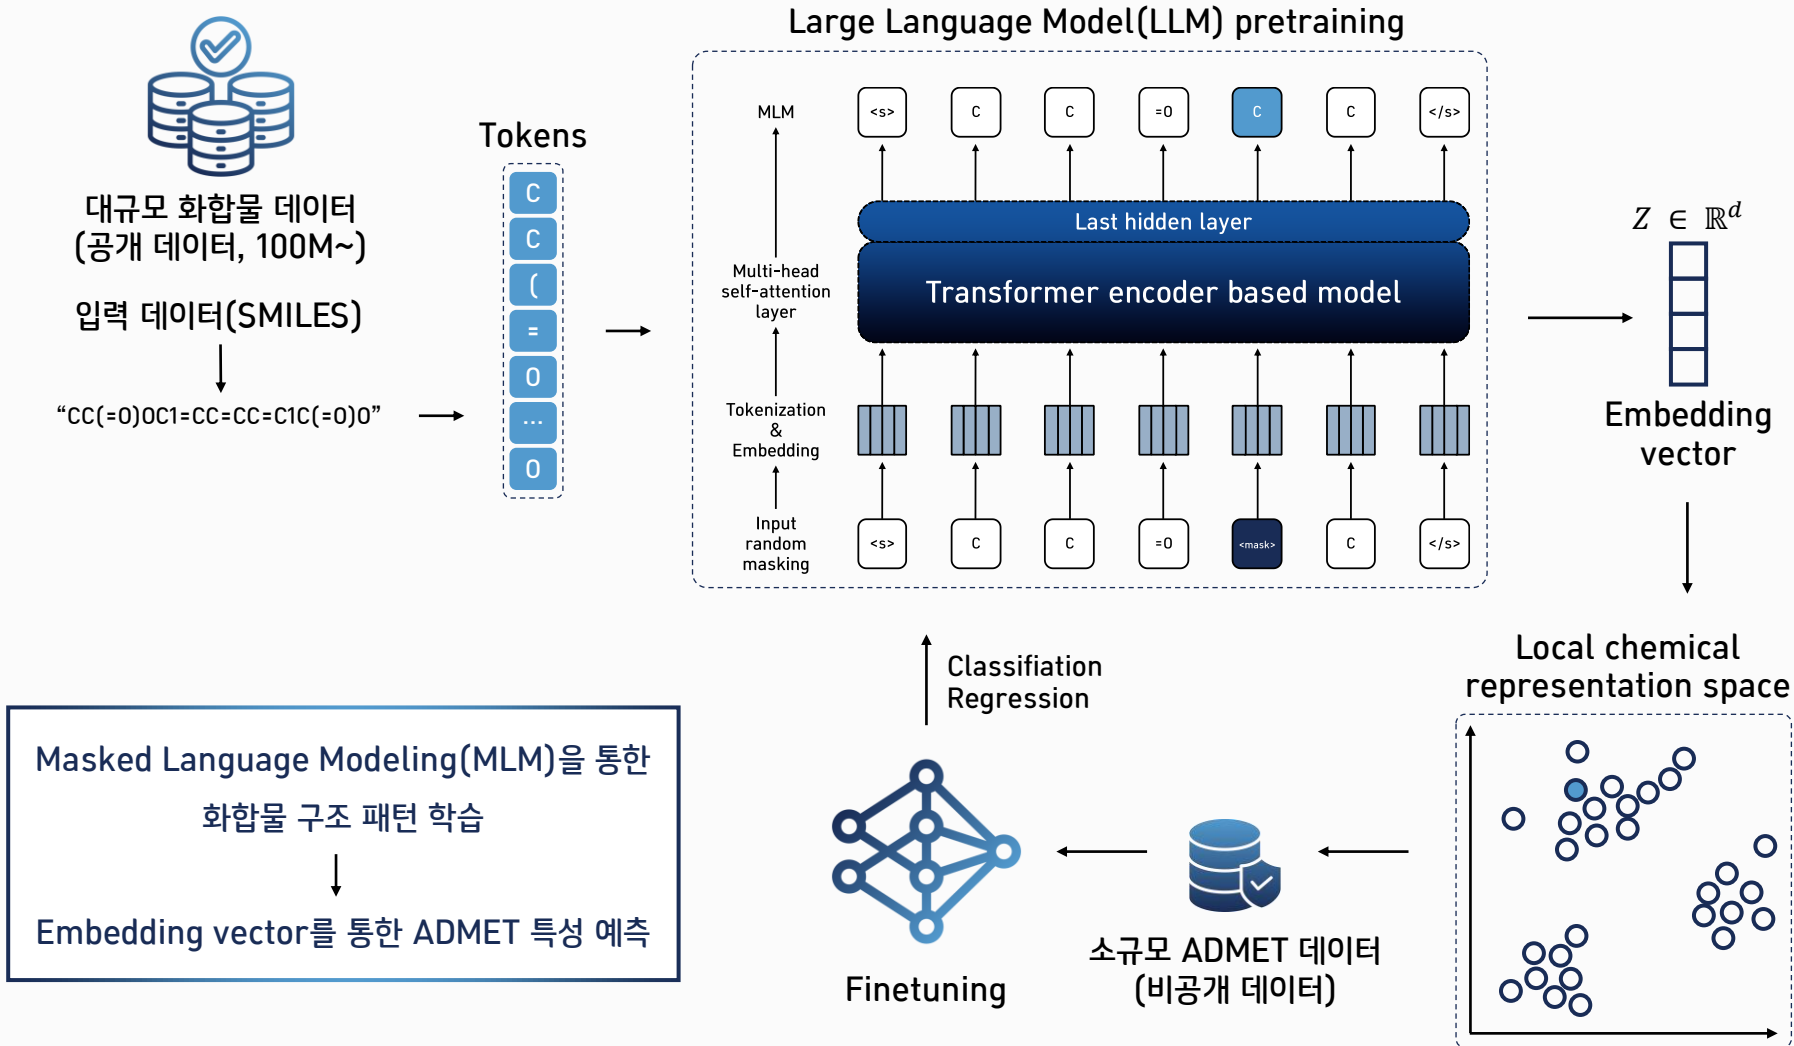 Large Language Model(LLM) pretraining
대규모 화합물 데이터
(공개 데이터, 100M~)
입력 데이터(SMILES)
“CC(=O)OC1=CC=CC=C1C(=O)O”
Tokens
C
C
(
=
O
...
O
MLM
<s> C C =O C C </s>
Last hidden layer
Multi-head
self-attention
layer
Transformer encoder based model
Tokenization
&
Embedding
Input
random
masking
<s> C C =O <mask> C </s>
Z ∈ ℝ^d
Embedding
vector
Local chemical
representation space
Classifiation
Regression
Finetuning
소규모 ADMET 데이터
(비공개 데이터)
Masked Language Modeling(MLM)을 통한
화합물 구조 패턴 학습
Embedding vector를 통한 ADMET 특성 예측